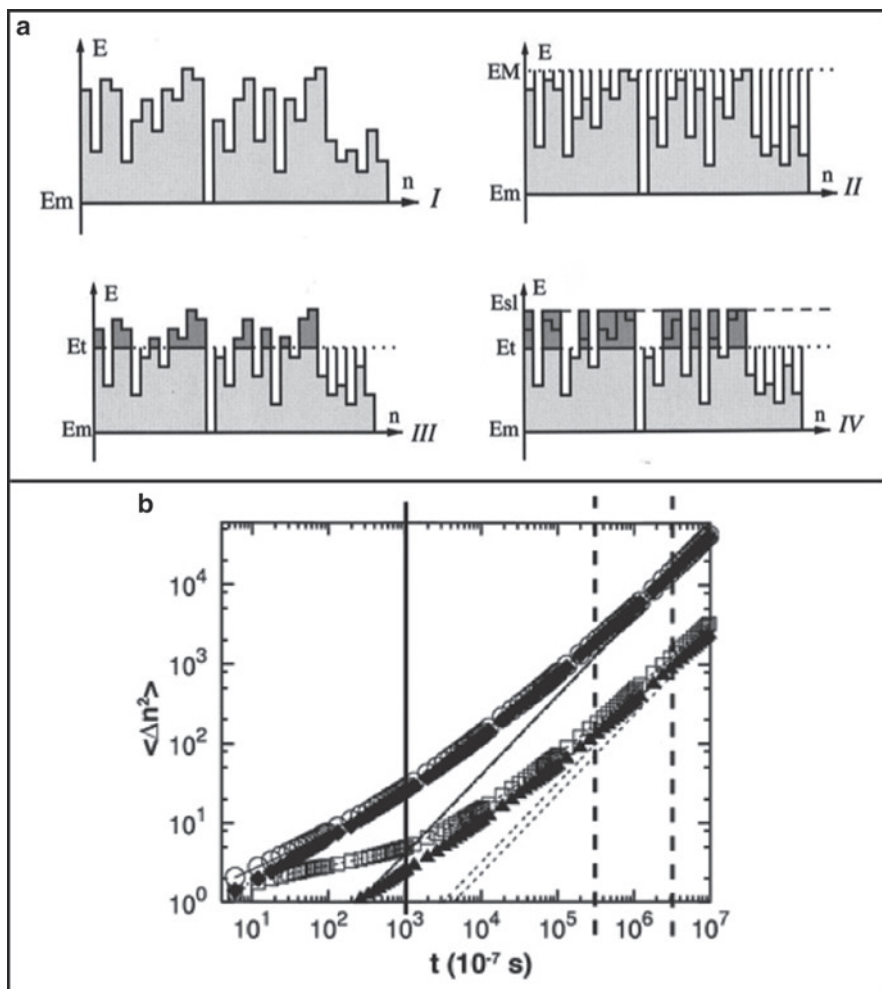 a
E
Em
n
I
E
EM
Em
n
II
E
Et
Em
n
III
E
Esl
Et
Em
n
IV
b
<Δn²>
10⁴
10³
10²
10¹
10⁰
10¹ 10² 10³ 10⁴ 10⁵ 10⁶ 10⁷
t (10⁻⁷ s)